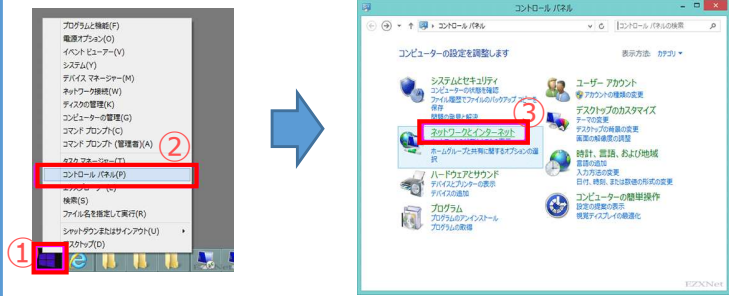 プログラムと機能(F)
電源オプション(O)
イベント ビューアー(V)
システム(Y)
デバイス マネージャー(M)
ネットワーク接続(W)
ディスクの管理(K)
コンピューターの管理(G)
コマンド プロンプト(C)
コマンド プロンプト (管理者)(A)
②
タスク マネージャー(T)
コントロール パネル(P)
エクスプローラー(E)
検索(S)
ファイル名を指定して実行(R)
シャットダウンまたはサインアウト(U)
デスクトップ(D)
①
コントロール パネル
コントロール パネル
コントロール パネルの検索
コンピューターの設定を調整します
表示方法: カテゴリ
システムとセキュリティ
コンピューターの状態を確認
ファイル履歴でファイルのバックアップ コピーを
保存
問題の発見と解決
③
ネットワークとインターネット
ホームグループと共有に関するオプションの選
択
ハードウェアとサウンド
デバイスとプリンターの表示
デバイスの追加
プログラム
プログラムのアンインストール
プログラムの取得
ユーザー アカウント
アカウントの種類の変更
デスクトップのカスタマイズ
テーマの変更
デスクトップの背景の変更
画面の解像度の調整
時計、言語、および地域
言語の追加
入力方法の変更
日付、時刻、または数値の形式の変更
コンピューターの簡単操作
設定の提案の表示
視覚ディスプレイの最適化
EZXNet